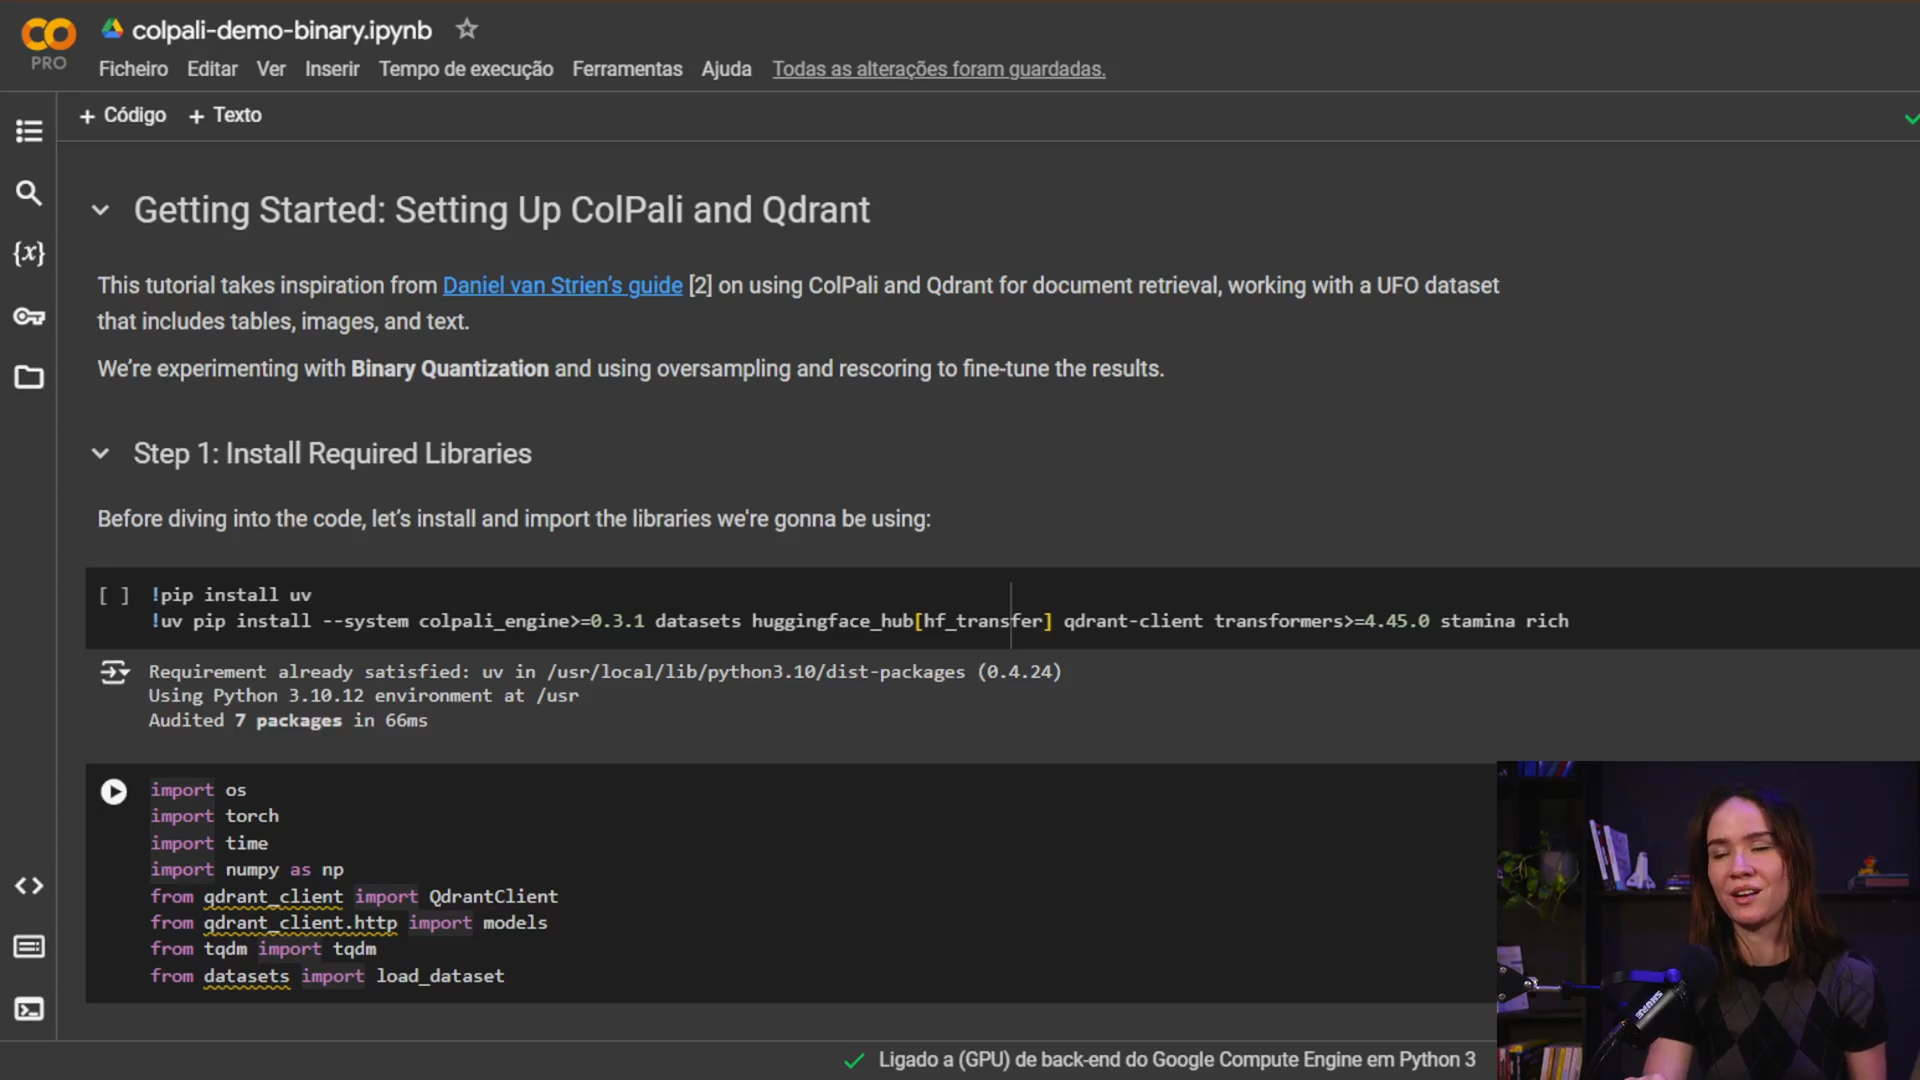 CO
PRO
colpali-demo-binary.ipynb
Ficheiro Editar Ver Inserir Tempo de execução Ferramentas Ajuda Todas as alterações foram guardadas.
+ Código + Texto
Getting Started: Setting Up ColPali and Qdrant
This tutorial takes inspiration from Daniel van Strien’s guide [2] on using ColPali and Qdrant for document retrieval, working with a UFO dataset
that includes tables, images, and text.
We’re experimenting with Binary Quantization and using oversampling and rescoring to fine-tune the results.
Step 1: Install Required Libraries
Before diving into the code, let’s install and import the libraries we're gonna be using:
[ ] !pip install uv
!uv pip install --system colpali_engine>=0.3.1 datasets huggingface_hub[hf_transfer] qdrant-client transformers>=4.45.0 stamina rich
Requirement already satisfied: uv in /usr/local/lib/python3.10/dist-packages (0.4.24)
Using Python 3.10.12 environment at /usr
Audited 7 packages in 66ms
import os
import torch
import time
import numpy as np
from qdrant_client import QdrantClient
from qdrant_client.http import models
from tqdm import tqdm
from datasets import load_dataset
SHURE
Ligado a (GPU) de back-end do Google Compute Engine em Python 3